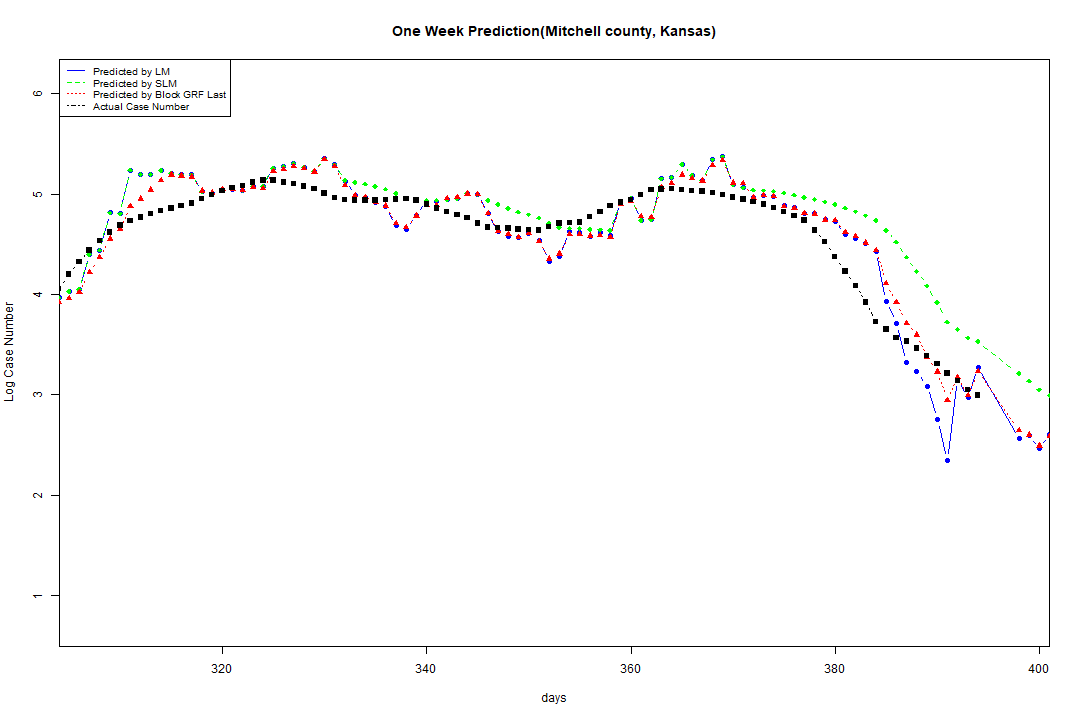 One Week Prediction(Mitchell county, Kansas)
Predicted by LM
Predicted by SLM
Predicted by Block GRF Last
Actual Case Number
6
5
4
3
2
1
Log Case Number
320 340 360 380 400
days